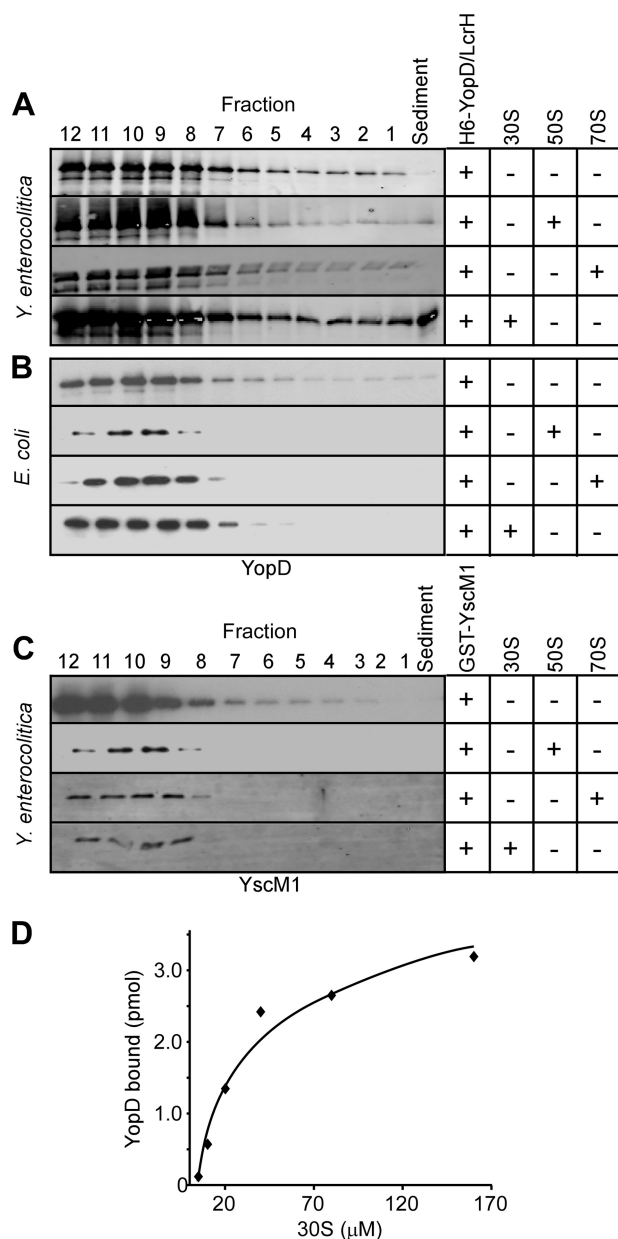 A
Fraction
12 11 10 9 8 7 6 5 4 3 2 1 Sediment H6-YopD/LcrH 30S 50S 70S
Y. enterocolitica
+ - - -
+ - + -
+ - - +
+ + - -
B
E. coli
+ - - -
+ - + -
+ - - +
+ + - -
YopD
C
Fraction
12 11 10 9 8 7 6 5 4 3 2 1 Sediment GST-YscM1 30S 50S 70S
Y. enterocolitica
+ - - -
+ - + -
+ - - +
+ + - -
YscM1
D
YopD bound (pmol)
3.0
2.0
1.0
0
20 70 120 170
30S (μM)